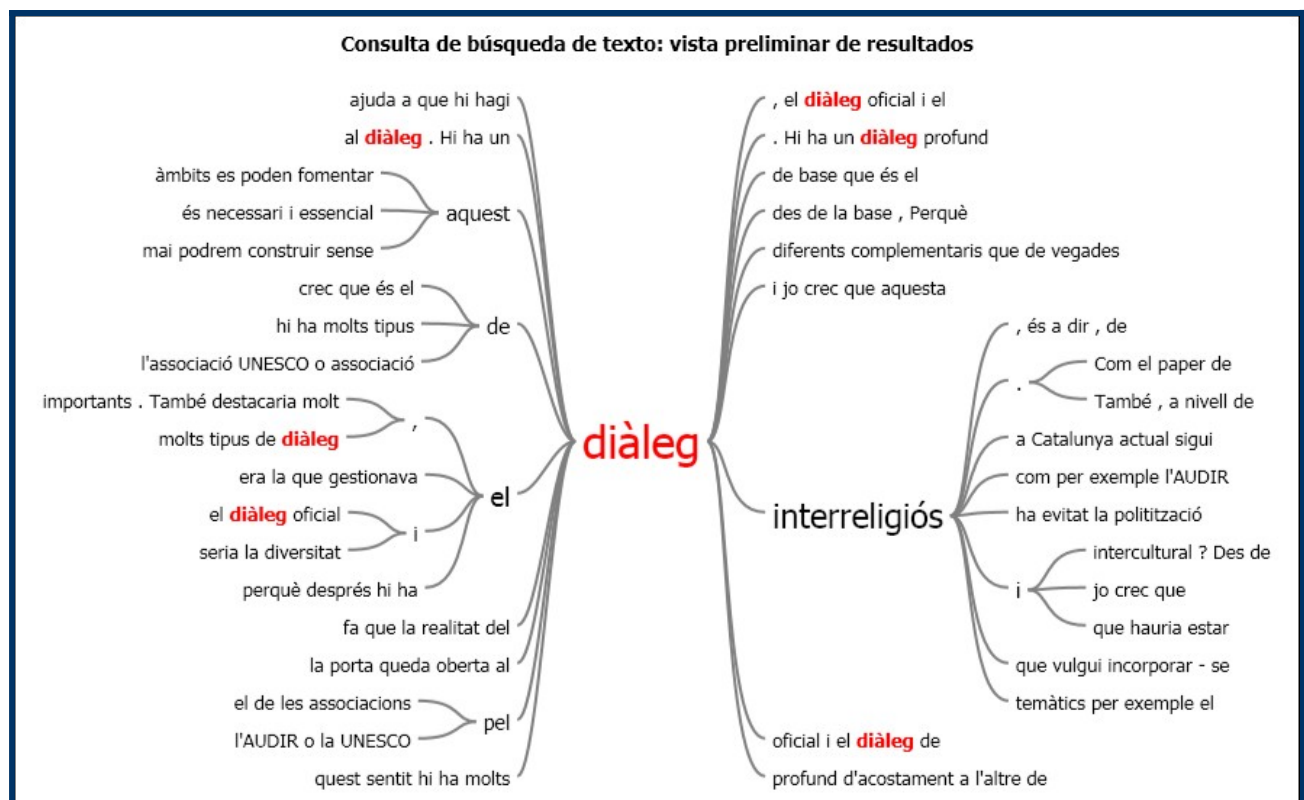 Consulta de búsqueda de texto: vista preliminar de resultados
ajuda a que hi hagi
al diàleg . Hi ha un
àmbits es poden fomentar
és necessari i essencial
mai podrem construir sense
aquest
crec que és el
hi ha molts tipus
l'associació UNESCO o associació
de
importants . També destacaria molt
molts tipus de diàleg
,
era la que gestionava
el diàleg oficial
seria la diversitat
i
perquè després hi ha
el
fa que la realitat del
la porta queda oberta al
el de les associacions
l'AUDIR o la UNESCO
pel
quest sentit hi ha molts
diàleg
, el diàleg oficial i el
. Hi ha un diàleg profund
de base que és el
des de la base , Perquè
diferents complementaris que de vegades
i jo crec que aquesta
interreligiós
, és a dir , de
.
Com el paper de
També , a nivell de
a Catalunya actual sigui
com per exemple l'AUDIR
ha evitat la politització
i
intercultural ? Des de
jo crec que
que hauria estar
que vulgui incorporar - se
temàtics per exemple el
oficial i el diàleg de
profund d'acostament a l'altre de